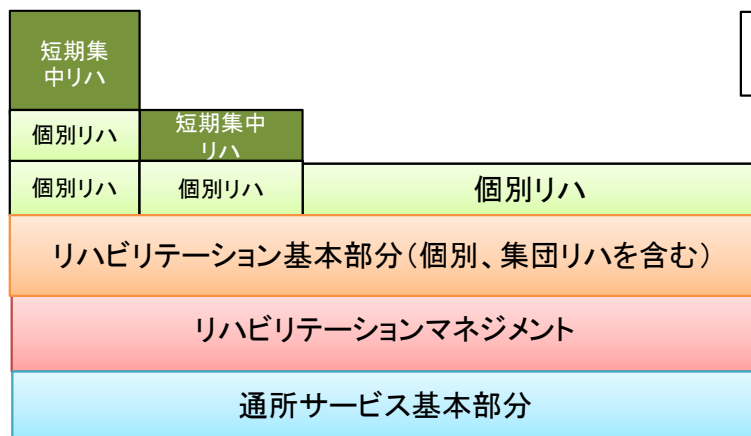 短期集
中リハ
個別リハ
短期集中
リハ
個別リハ
個別リハ
個別リハ
リハビリテーション基本部分（個別、集団リハを含む）
リハビリテーションマネジメント
通所サービス基本部分